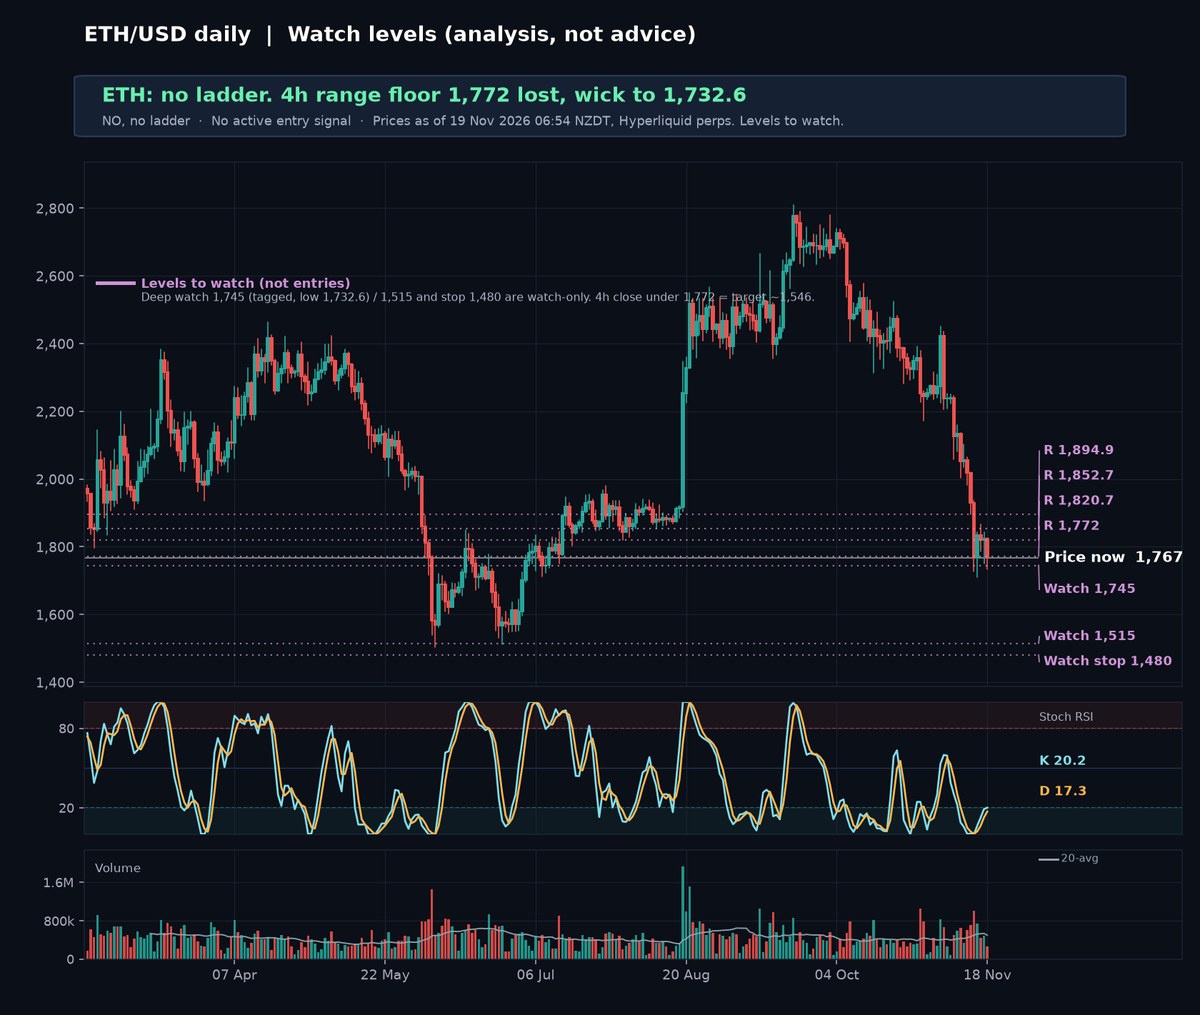 ETH/USD daily | Watch levels (analysis, not advice)
ETH: no ladder. 4h range floor 1,772 lost, wick to 1,732.6
NO, no ladder · No active entry signal · Prices as of 19 Nov 2026 06:54 NZDT, Hyperliquid perps. Levels to watch.
2,800
2,600
Levels to watch (not entries)
Deep watch 1,745 (tagged, low 1,732.6) / 1,515 and stop 1,480 are watch-only. 4h close under 1,772 = target ~1,546.
2,400
2,200
2,000
1,800
1,600
1,400
R 1,894.9
R 1,852.7
R 1,820.7
R 1,772
Price now 1,767
Watch 1,745
Watch 1,515
Watch stop 1,480
80
20
Stoch RSI
K 20.2
D 17.3
Volume
20-avg
1.6M
800k
0
07 Apr
22 May
06 Jul
20 Aug
04 Oct
18 Nov